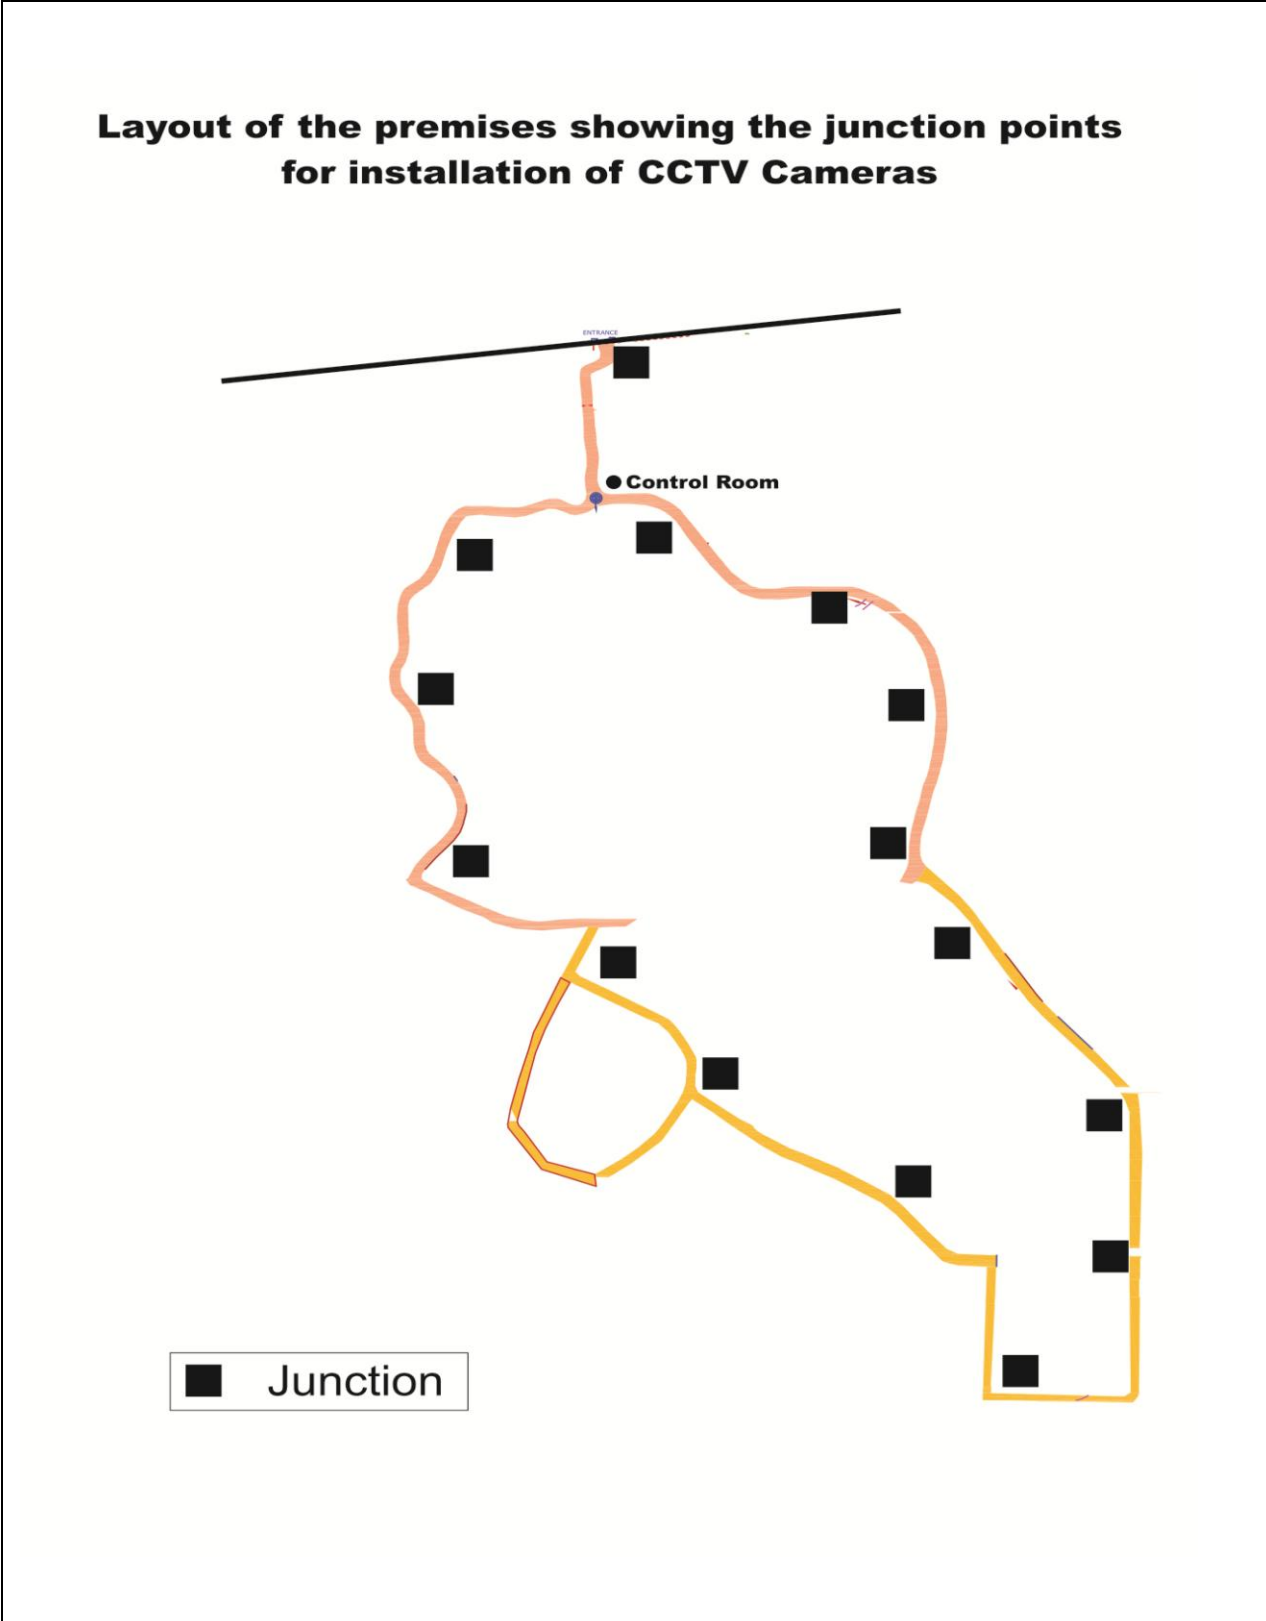 Layout of the premises showing the junction points
for installation of CCTV Cameras
ENTRANCE
Control Room
Junction